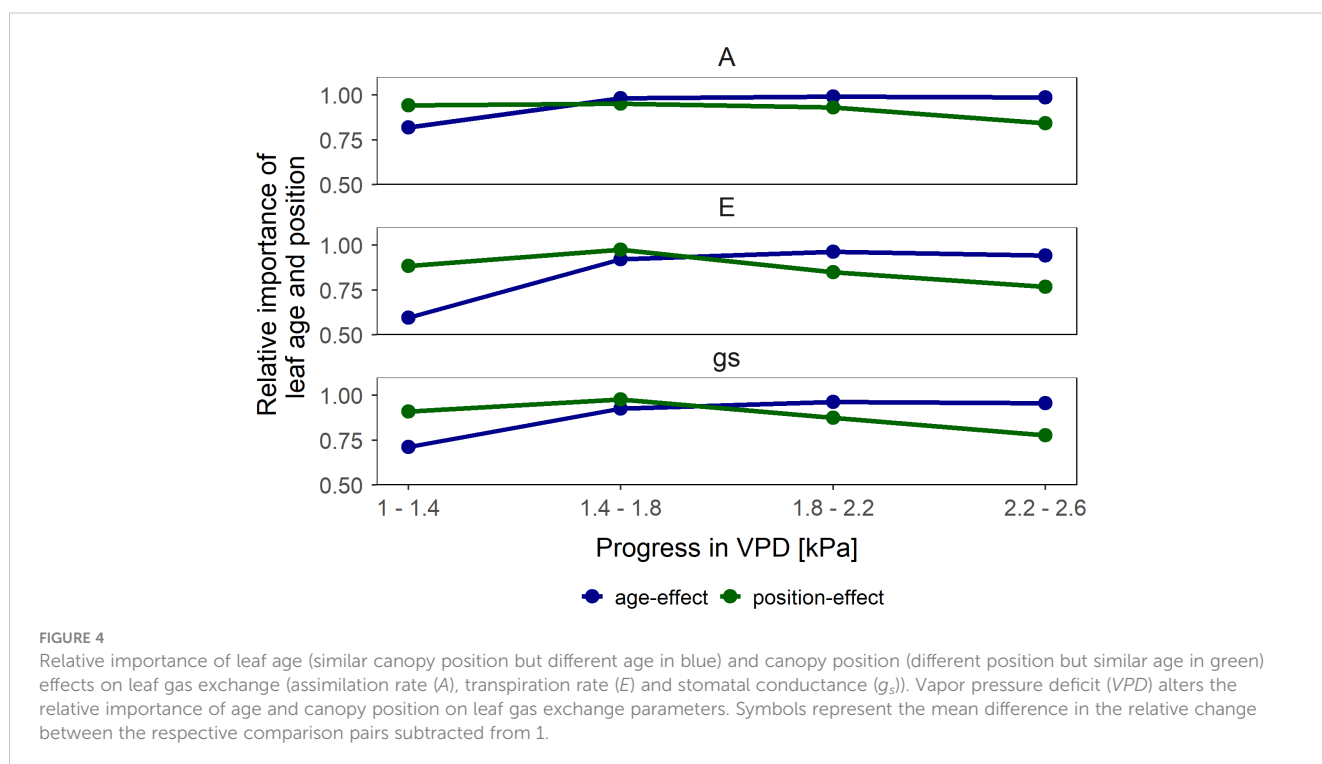 A
1.00
0.75
0.50
E
1.00
0.75
0.50
gs
1.00
0.75
0.50
Relative importance of
leaf age and position
1 - 1.4 1.4 - 1.8 1.8 - 2.2 2.2 - 2.6
Progress in VPD [kPa]
age-effect position-effect
FIGURE 4
Relative importance of leaf age (similar canopy position but different age in blue) and canopy position (different position but similar age in green)
effects on leaf gas exchange (assimilation rate (A), transpiration rate (E) and stomatal conductance (gs)). Vapor pressure deficit (VPD) alters the
relative importance of age and canopy position on leaf gas exchange parameters. Symbols represent the mean difference in the relative change
between the respective comparison pairs subtracted from 1.